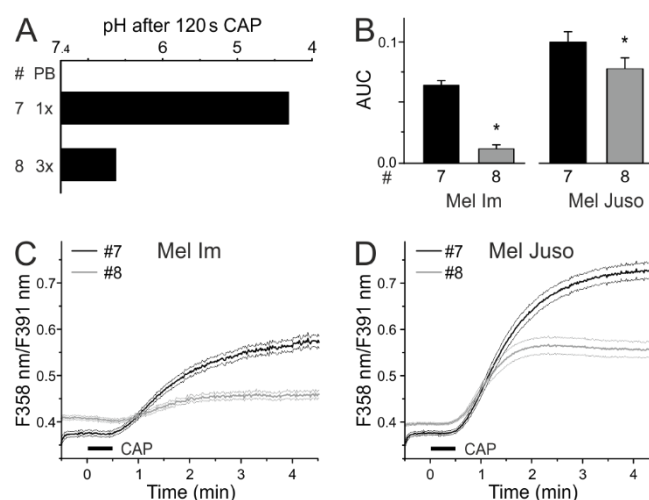 A
pH after 120 s CAP
7.4 6 5 4
# PB
7 1x
8 3x
B
AUC
0.1
0.0
* *
# 7 8 7 8
Mel Im Mel Juso
C
Mel Im
#7
#8
F358 nm/F391 nm
0.7
0.6
0.5
0.4
CAP
0 1 2 3 4
Time (min)
D
Mel Juso
#7
#8
F358 nm/F391 nm
0.7
0.6
0.5
0.4
CAP
0 1 2 3 4
Time (min)